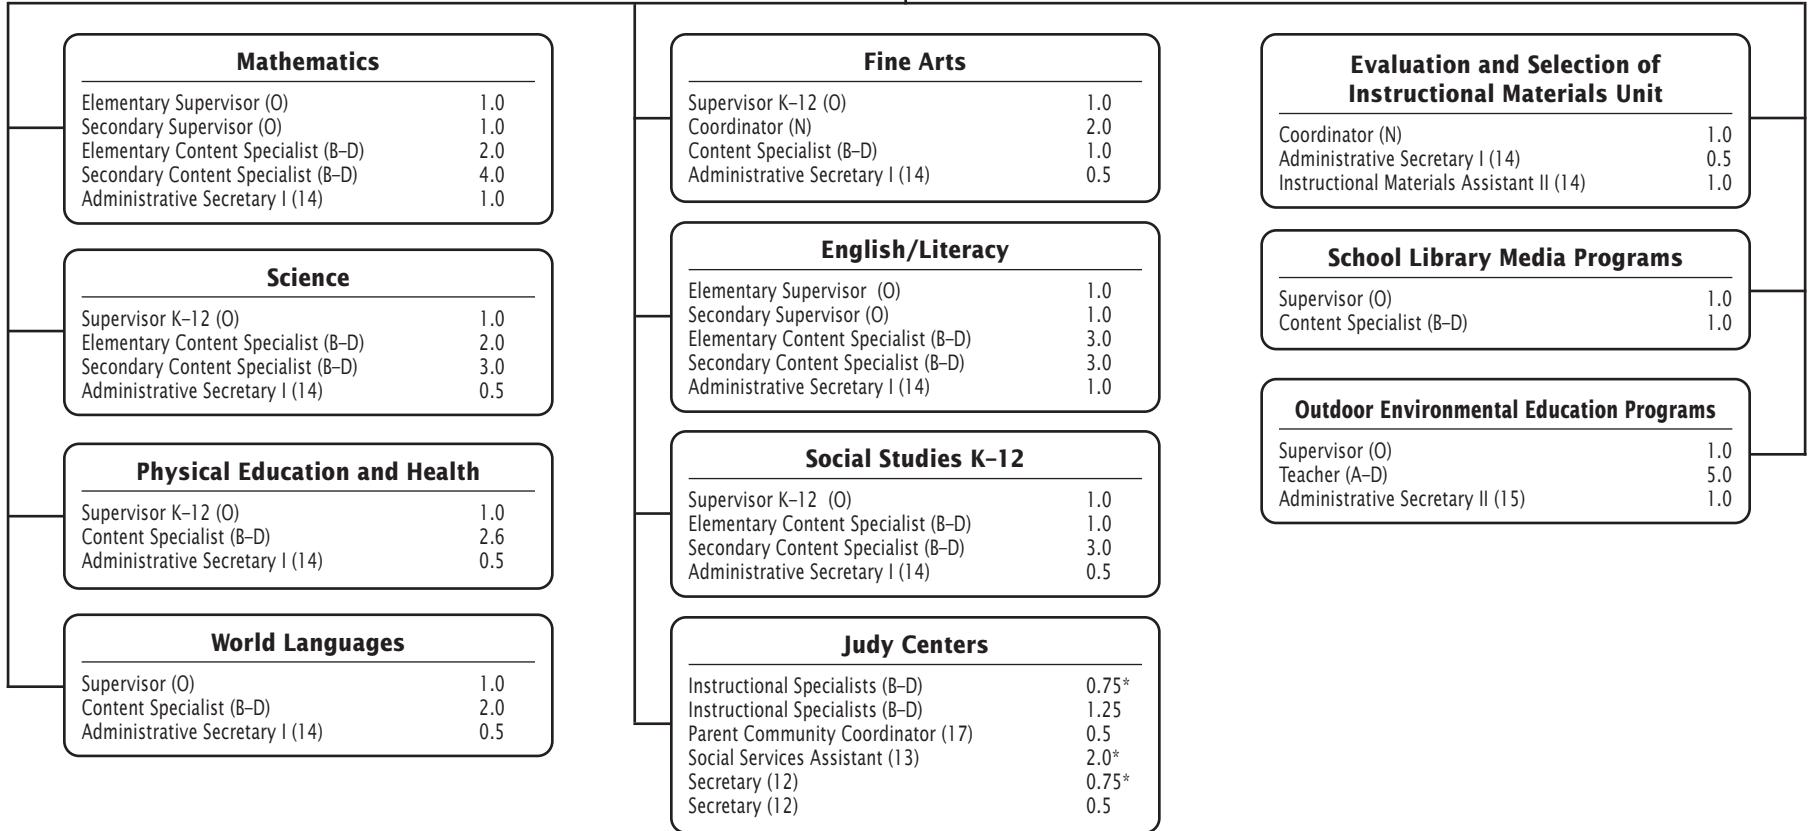 Mathematics
Elementary Supervisor (O) 1.0
Secondary Supervisor (O) 1.0
Elementary Content Specialist (B–D) 2.0
Secondary Content Specialist (B–D) 4.0
Administrative Secretary I (14) 1.0
Science
Supervisor K–12 (O) 1.0
Elementary Content Specialist (B–D) 2.0
Secondary Content Specialist (B–D) 3.0
Administrative Secretary I (14) 0.5
Physical Education and Health
Supervisor K–12 (O) 1.0
Content Specialist (B–D) 2.6
Administrative Secretary I (14) 0.5
World Languages
Supervisor (O) 1.0
Content Specialist (B–D) 2.0
Administrative Secretary I (14) 0.5
Fine Arts
Supervisor K–12 (O) 1.0
Coordinator (N) 2.0
Content Specialist (B–D) 1.0
Administrative Secretary I (14) 0.5
English/Literacy
Elementary Supervisor (O) 1.0
Secondary Supervisor (O) 1.0
Elementary Content Specialist (B–D) 3.0
Secondary Content Specialist (B–D) 3.0
Administrative Secretary I (14) 1.0
Social Studies K–12
Supervisor K–12 (O) 1.0
Elementary Content Specialist (B–D) 1.0
Secondary Content Specialist (B–D) 3.0
Administrative Secretary I (14) 0.5
Judy Centers
Instructional Specialists (B–D) 0.75*
Instructional Specialists (B–D) 1.25
Parent Community Coordinator (17) 0.5
Social Services Assistant (13) 2.0*
Secretary (12) 0.75*
Secretary (12) 0.5
Evaluation and Selection of
Instructional Materials Unit
Coordinator (N) 1.0
Administrative Secretary I (14) 0.5
Instructional Materials Assistant II (14) 1.0
School Library Media Programs
Supervisor (O) 1.0
Content Specialist (B–D) 1.0
Outdoor Environmental Education Programs
Supervisor (O) 1.0
Teacher (A–D) 5.0
Administrative Secretary II (15) 1.0